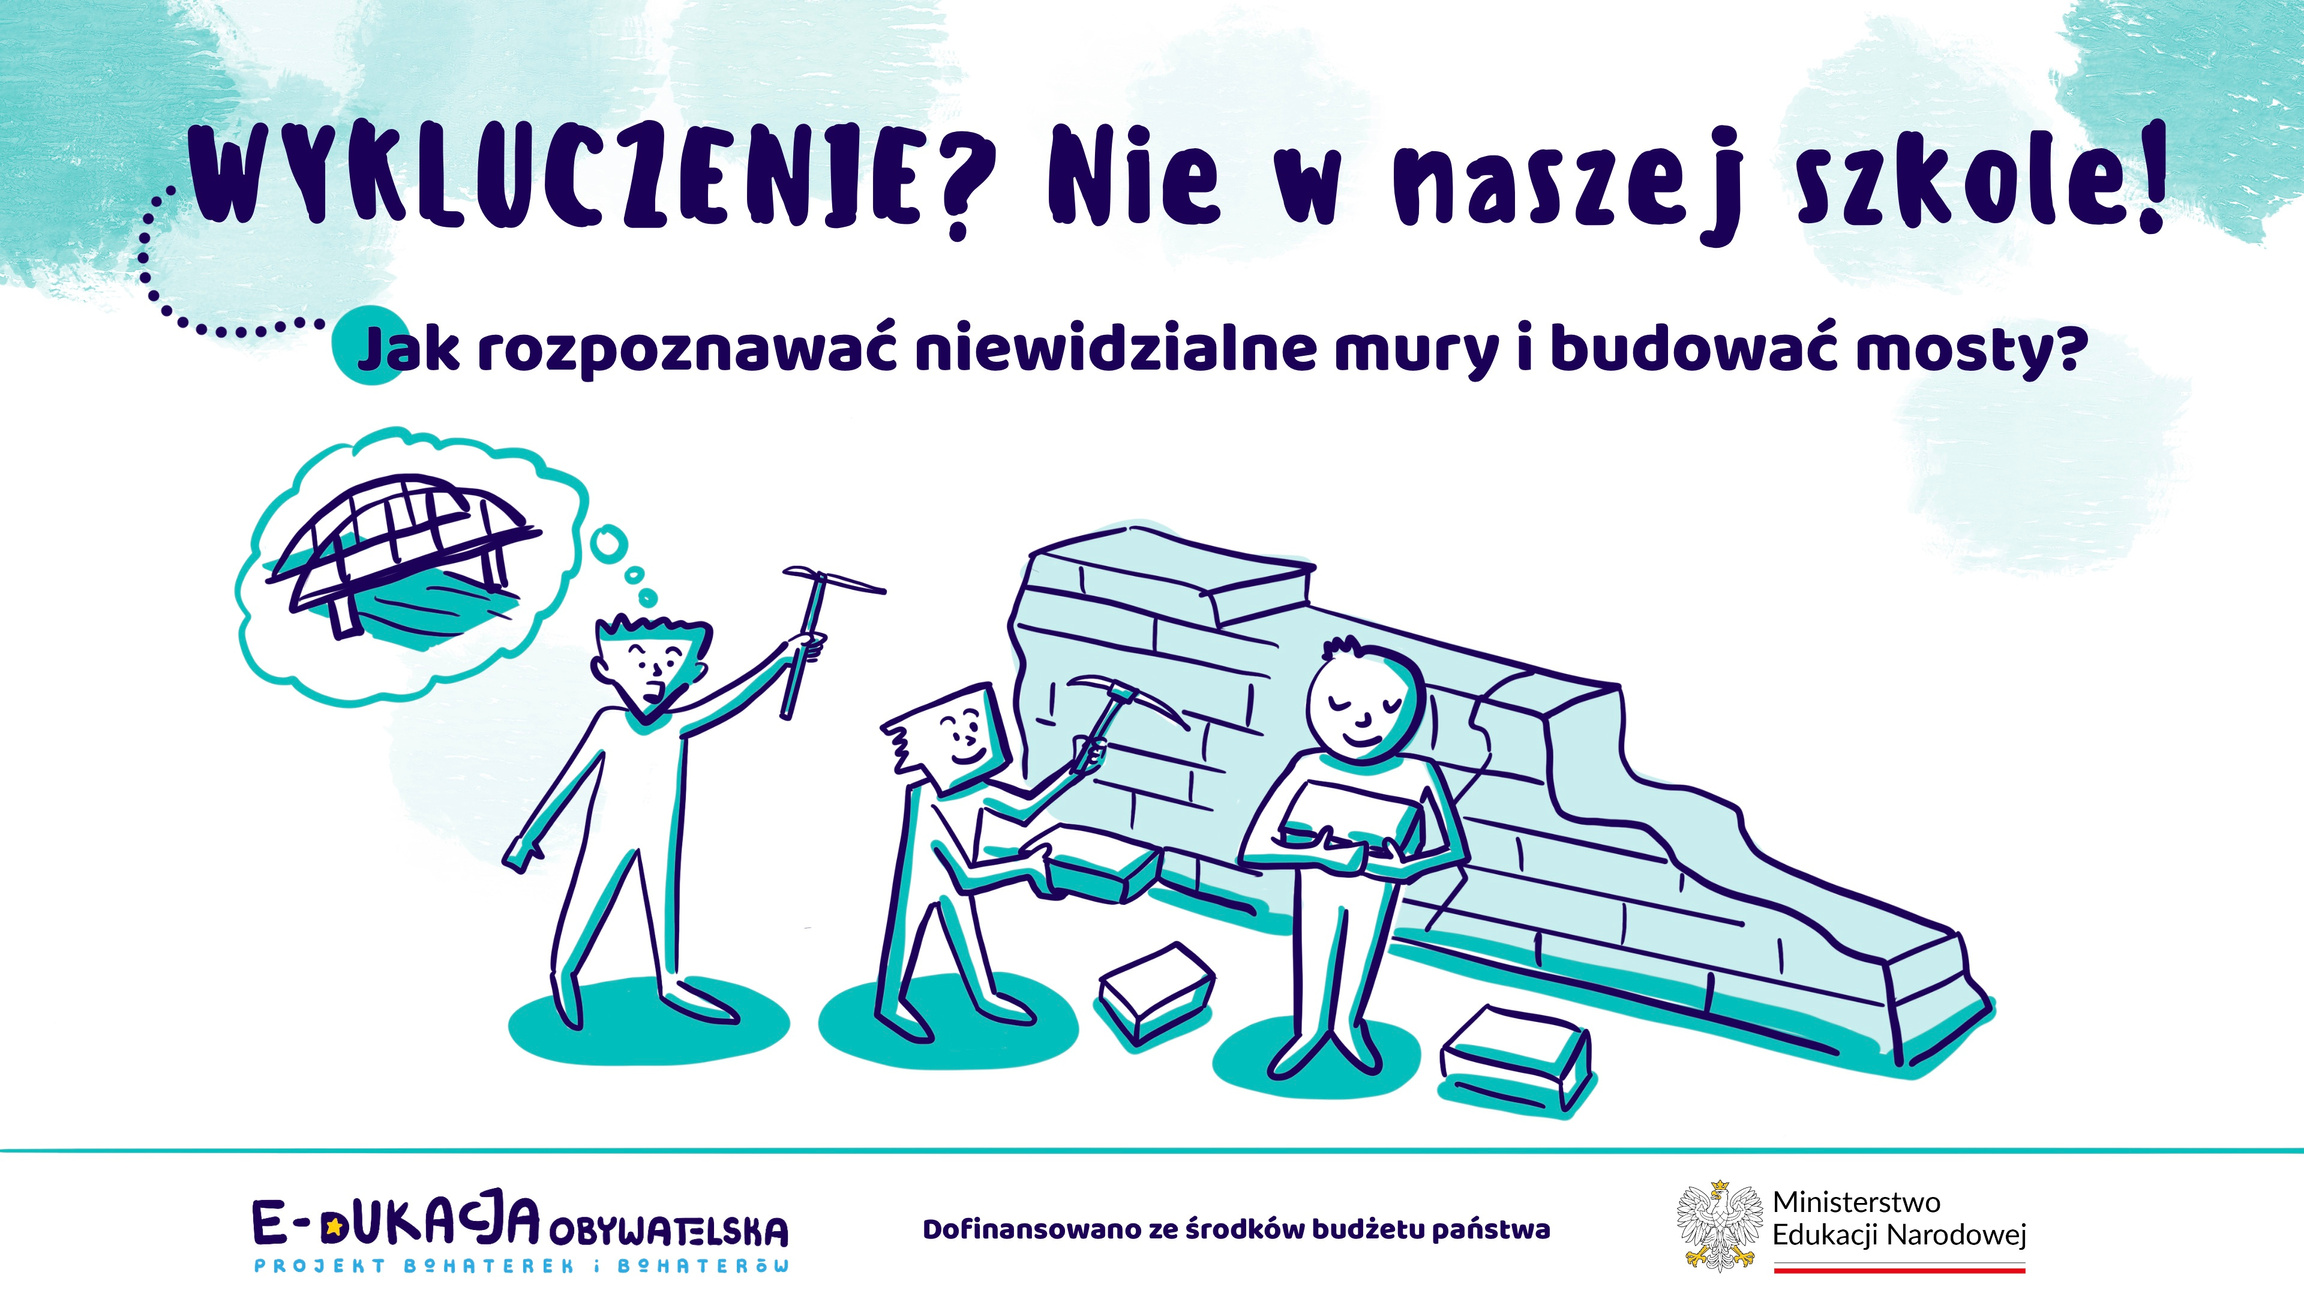 WYKLUCZENIE? Nie w naszej szkole!
Jak rozpoznawać niewidzialne mury i budować mosty?
E-DUKACJA OBYWATELSKA
PROJEKT BOHATEREK i BOHATERÓW
Dofinansowano ze środków budżetu państwa
Ministerstwo
Edukacji Narodowej